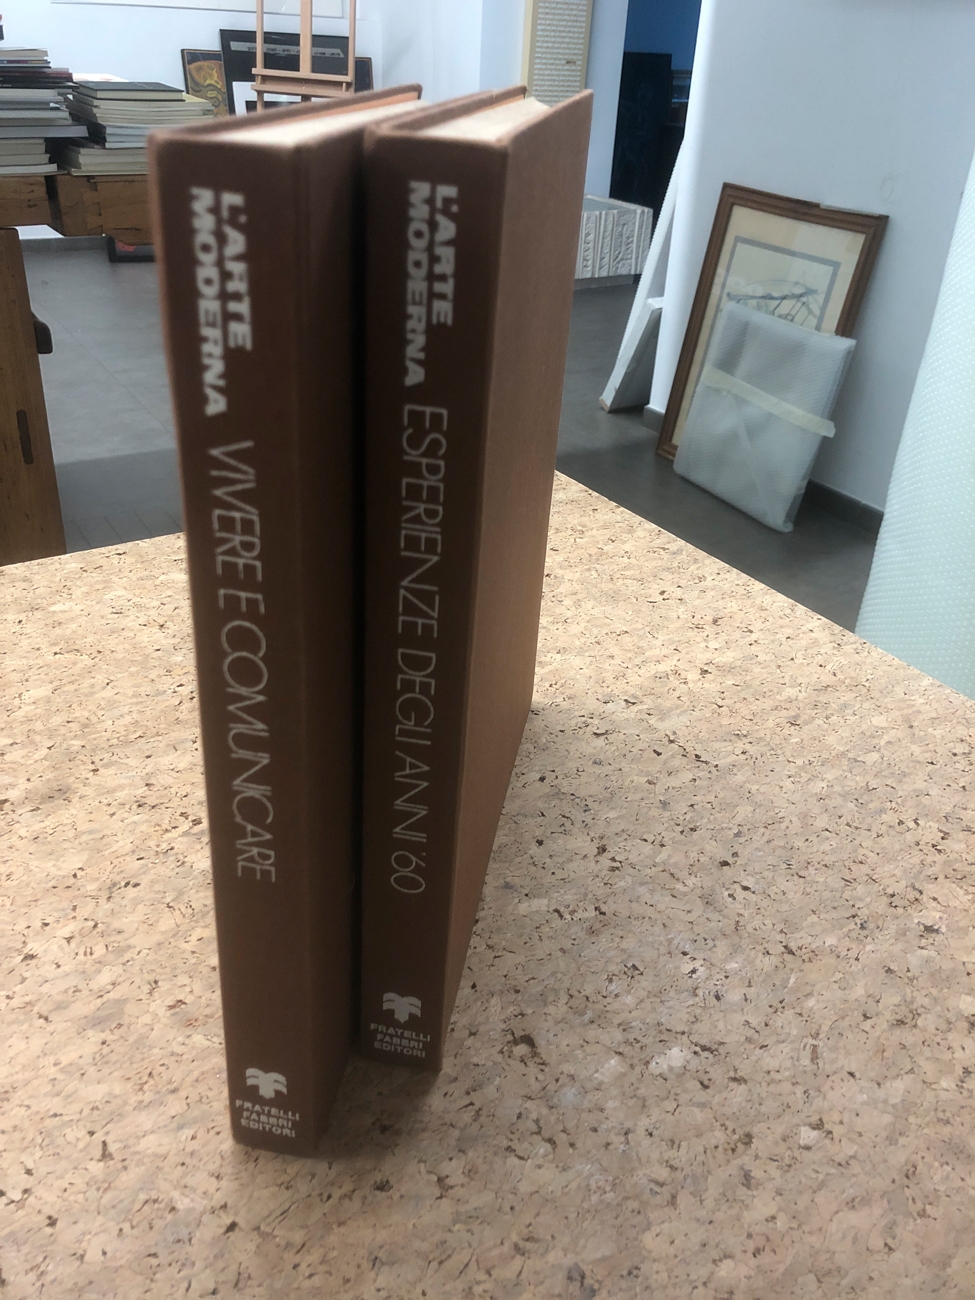 L'ARTE
MODERNA VIVERE E COMUNICARE
FRATELLI
FABBRI
EDITORI
L'ARTE
MODERNA ESPERIENZE DEGLI ANNI '60
FRATELLI
FABBRI
EDITORI